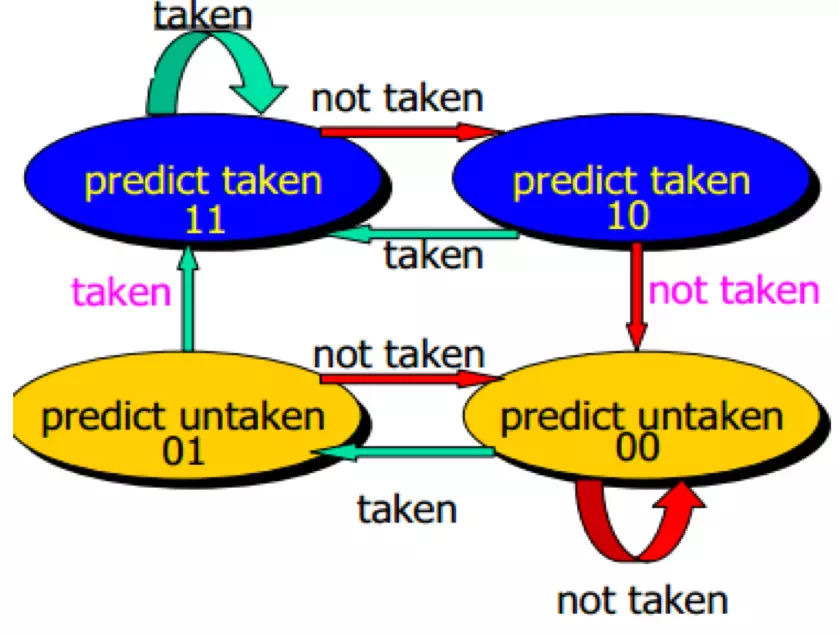 taken
not taken
predict taken
11
predict taken
10
taken
taken
not taken
not taken
predict untaken
01
predict untaken
00
taken
not taken